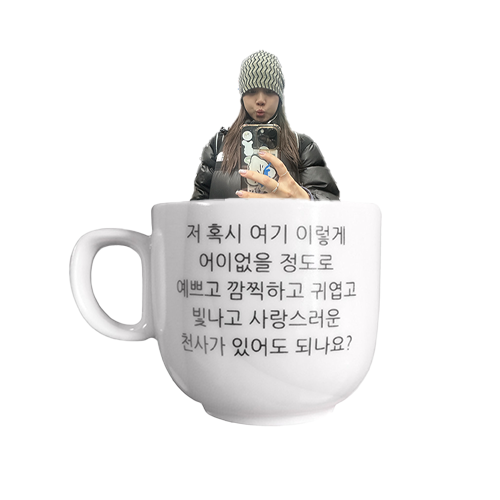 저 혹시 여기 이렇게
어이없을 정도로
예쁘고 깜찍하고 귀엽고
빛나고 사랑스러운
천사가 있어도 되나요?